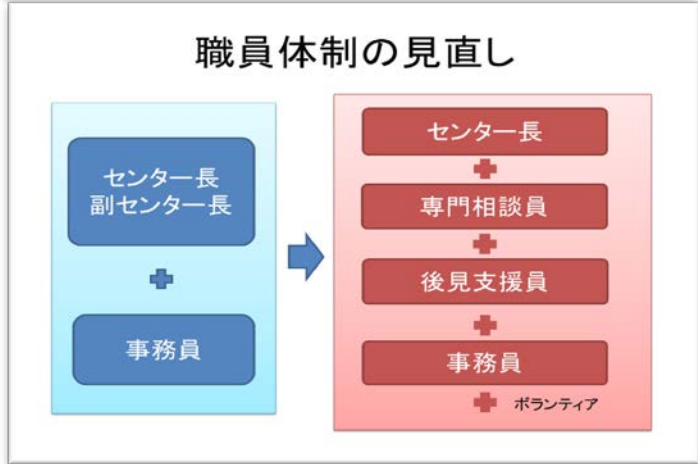 職員体制の見直し
センター長
副センター長
事務員
センター長
専門相談員
後見支援員
事務員
ボランティア